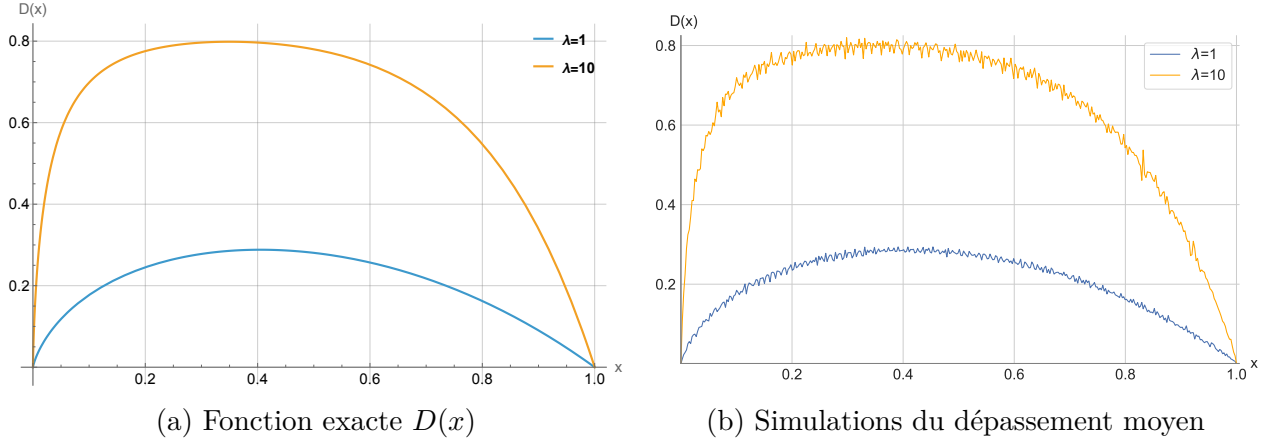 D(x)
0.8
0.6
0.4
0.2
0.2
0.4
0.6
0.8
1.0
x
λ=1
λ=10
(a) Fonction exacte D(x)
D(x)
0.8
0.6
0.4
0.2
0.2
0.4
0.6
0.8
1.0
x
λ=1
λ=10
(b) Simulations du dépassement moyen